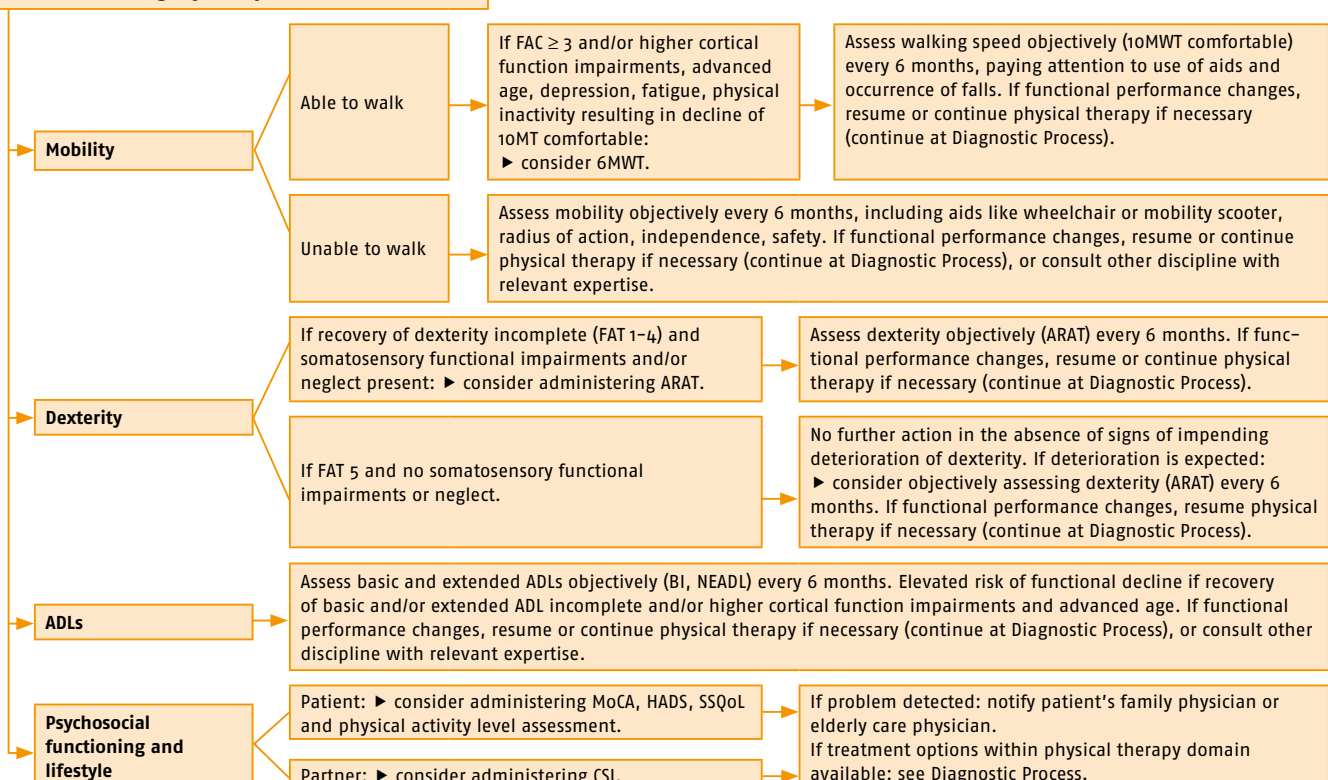 Mobility
Able to walk
If FAC ≥ 3 and/or higher cortical
function impairments, advanced
age, depression, fatigue, physical
inactivity resulting in decline of
10MT comfortable:
▶ consider 6MWT.
Assess walking speed objectively (10MWT comfortable)
every 6 months, paying attention to use of aids and
occurrence of falls. If functional performance changes,
resume or continue physical therapy if necessary
(continue at Diagnostic Process).
Unable to walk
Assess mobility objectively every 6 months, including aids like wheelchair or mobility scooter,
radius of action, independence, safety. If functional performance changes, resume or continue
physical therapy if necessary (continue at Diagnostic Process), or consult other discipline with
relevant expertise.
Dexterity
If recovery of dexterity incomplete (FAT 1–4) and
somatosensory functional impairments and/or
neglect present: ▶ consider administering ARAT.
Assess dexterity objectively (ARAT) every 6 months. If func-
tional performance changes, resume or continue physical
therapy if necessary (continue at Diagnostic Process).
If FAT 5 and no somatosensory functional
impairments or neglect.
No further action in the absence of signs of impending
deterioration of dexterity. If deterioration is expected:
▶ consider objectively assessing dexterity (ARAT) every 6
months. If functional performance changes, resume physical
therapy if necessary (continue at Diagnostic Process).
ADLs
Assess basic and extended ADLs objectively (BI, NEADL) every 6 months. Elevated risk of functional decline if recovery
of basic and/or extended ADL incomplete and/or higher cortical function impairments and advanced age. If functional
performance changes, resume or continue physical therapy if necessary (continue at Diagnostic Process), or consult other
discipline with relevant expertise.
Psychosocial
functioning and
lifestyle
Patient: ▶ consider administering MoCA, HADS, SSQoL
and physical activity level assessment.
Partner: ▶ consider administering CSI.
If problem detected: notify patient's family physician or
elderly care physician.
If treatment options within physical therapy domain
available: see Diagnostic Process.